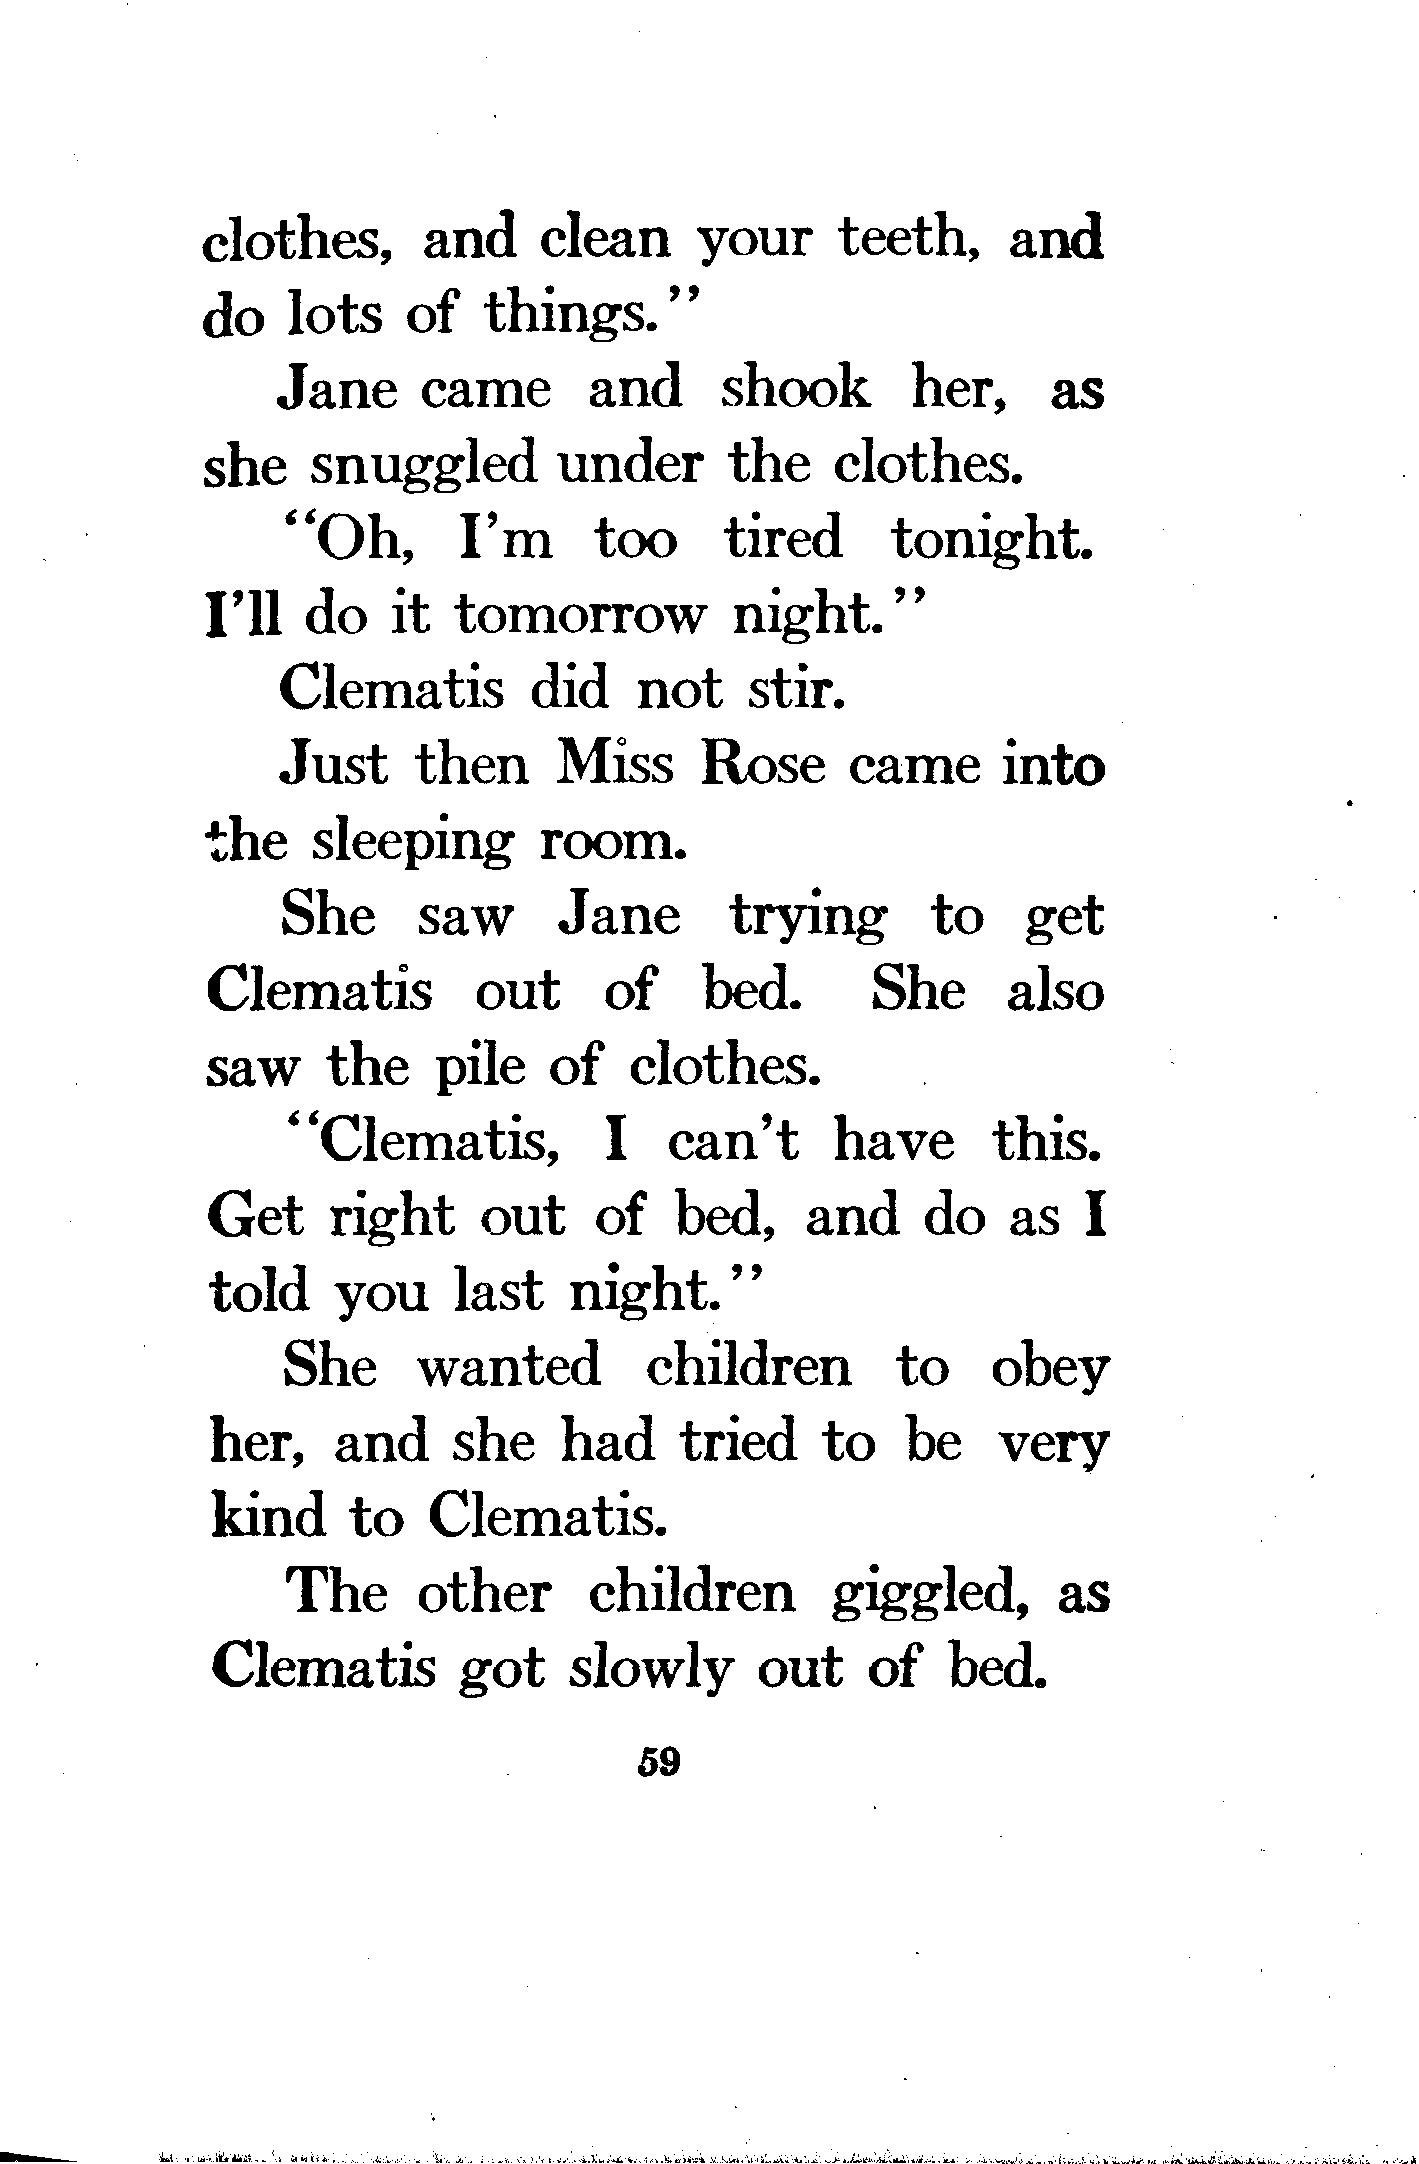 clothes, and clean your teeth, and
do lots of things."
Jane came and shook her, as
she snuggled under the clothes.
"Oh, I'm too tired tonight.
I'll do it tomorrow night."
Clematis did not stir.
Just then Miss Rose came into
the sleeping room.
She saw Jane trying to get
Clematis out of bed. She also
saw the pile of clothes.
"Clematis, I can't have this.
Get right out of bed, and do as I
told you last night."
She wanted children to obey
her, and she had tried to be very
kind to Clematis.
The other children giggled, as
Clematis got slowly out of bed.
59